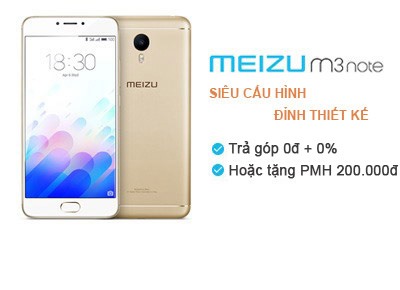 18:30
MEIZU
MEIZU m3note
SIÊU CẤU HÌNH
ĐỈNH THIẾT KẾ
Trả góp 0đ + 0%
Hoặc tặng PMH 200.000đ